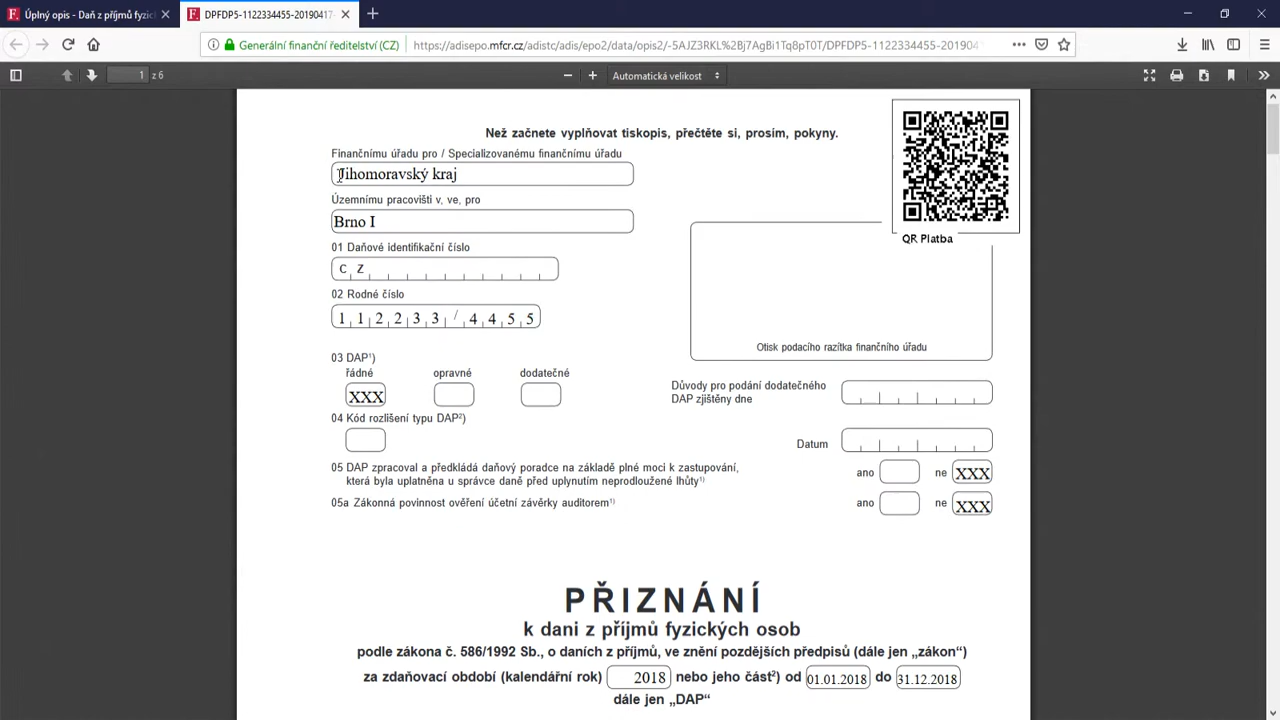 Úplný opis - Daň z příjmů fyzick
DPFDP5-1122334455-20190417-
Generální finanční ředitelství (CZ)
https://adisepo.mfcr.cz/adistc/adis/epo2/data/opis2/-5AJZ3RKL%2Bj7AgBi1Tq8pT0T/DPFDP5-1122334455-201904
1 z 6
Automatická velikost
Než začnete vyplňovat tiskopis, přečtěte si, prosím, pokyny.
Finančnímu úřadu pro / Specializovanému finančnímu úřadu
Jihomoravský kraj
Územnímu pracovišti v, ve, pro
Brno I
QR Platba
01 Daňové identifikační číslo
C Z
02 Rodné číslo
1 1 2 2 3 3 / 4 4 5 5
Otisk podacího razítka finančního úřadu
03 DAP¹)
řádné opravné dodatečné
XXX
Důvody pro podání dodatečného
DAP zjištěny dne
04 Kód rozlišení typu DAP²)
Datum
05 DAP zpracoval a předkládá daňový poradce na základě plné moci k zastupování,
která byla uplatněna u správce daně před uplynutím neprodloužené lhůty¹)
ano ne XXX
05a Zákonná povinnost ověření účetní závěrky auditorem¹)
ano ne XXX
PŘIZNÁNÍ
k dani z příjmů fyzických osob
podle zákona č. 586/1992 Sb., o daních z příjmů, ve znění pozdějších předpisů (dále jen „zákon“)
za zdaňovací období (kalendářní rok) 2018 nebo jeho část²) od 01.01.2018 do 31.12.2018
dále jen „DAP“